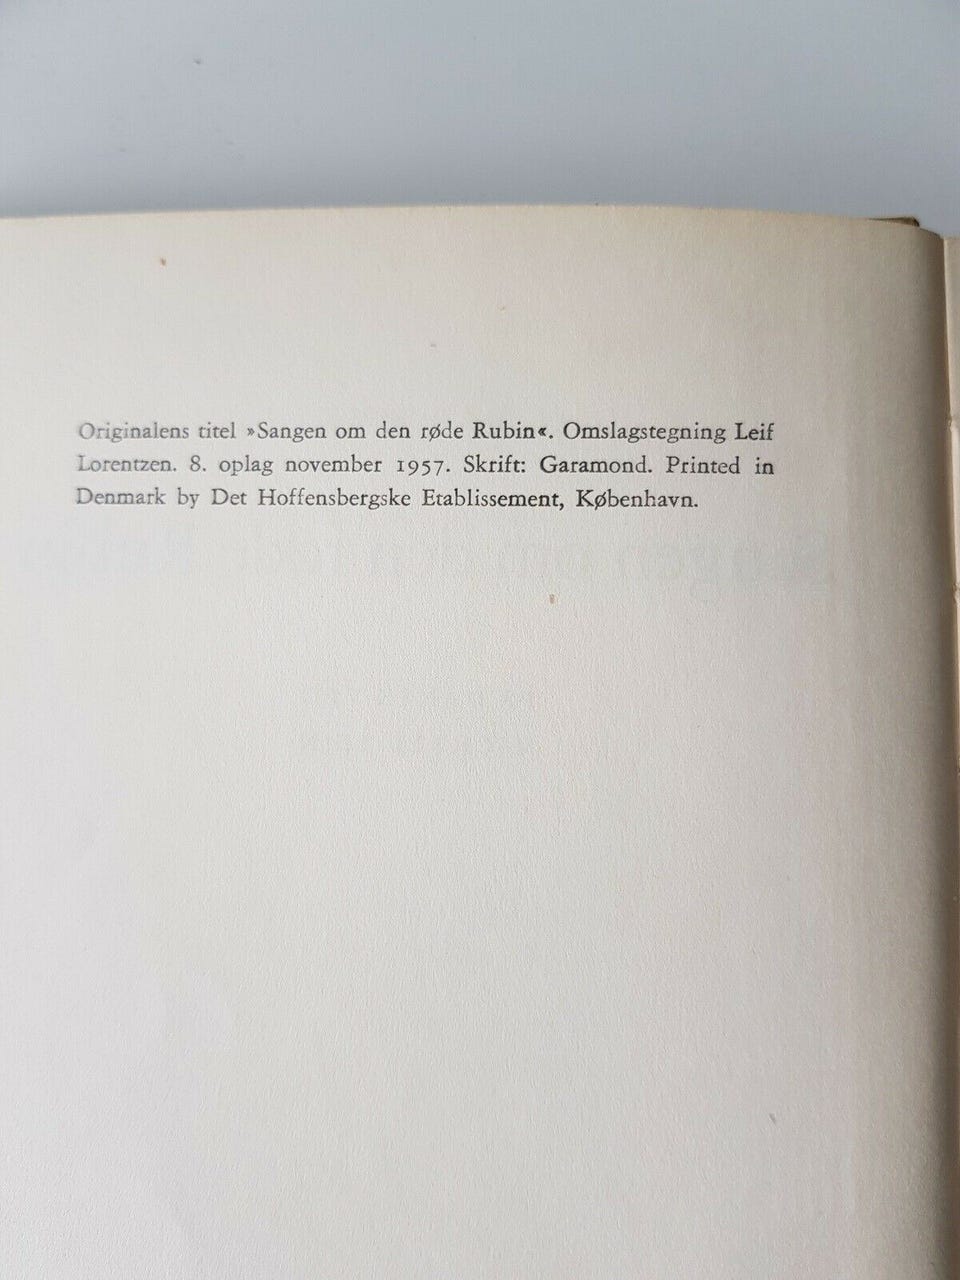 Originalens titel »Sangen om den røde Rubin«. Omslagstegning Leif
Lorentzen. 8. oplag november 1957. Skrift: Garamond. Printed in
Denmark by Det Hoffensbergske Etablissement, København.